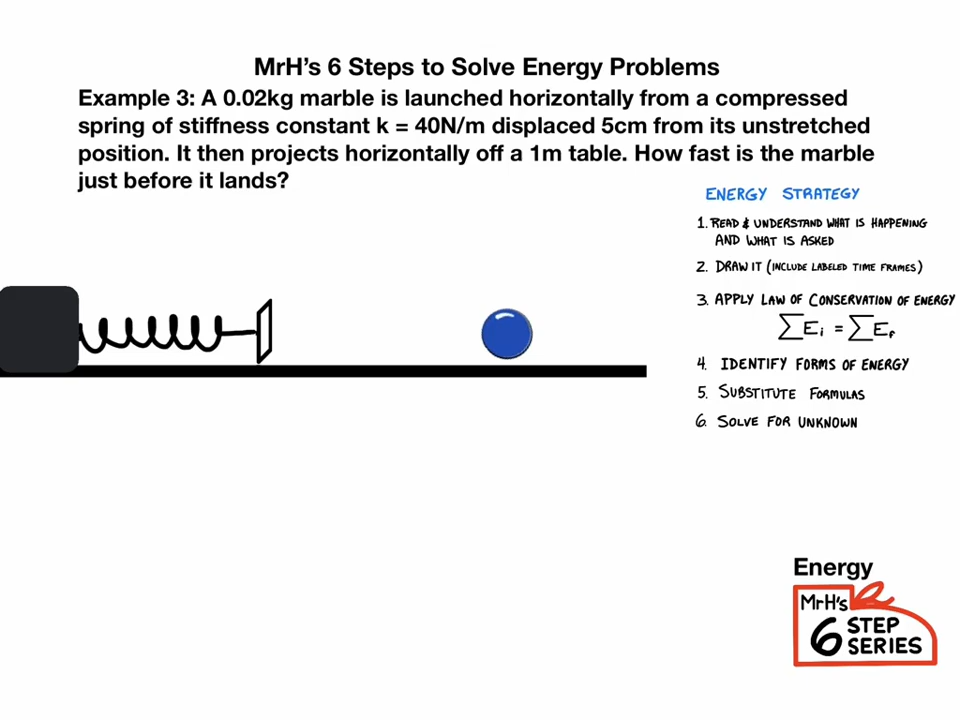 MrH's 6 Steps to Solve Energy Problems
Example 3: A 0.02kg marble is launched horizontally from a compressed
spring of stiffness constant k = 40N/m displaced 5cm from its unstretched
position. It then projects horizontally off a 1m table. How fast is the marble
just before it lands?
ENERGY STRATEGY
1. READ & UNDERSTAND WHAT IS HAPPENING
AND WHAT IS ASKED
2. DRAW IT (INCLUDE LABELED TIME FRAMES)
3. APPLY LAW OF CONSERVATION OF ENERGY
∑Ei = ∑Ef
4. IDENTIFY FORMS OF ENERGY
5. SUBSTITUTE FORMULAS
6. SOLVE FOR UNKNOWN
Energy
MrH's
6 STEP
SERIES